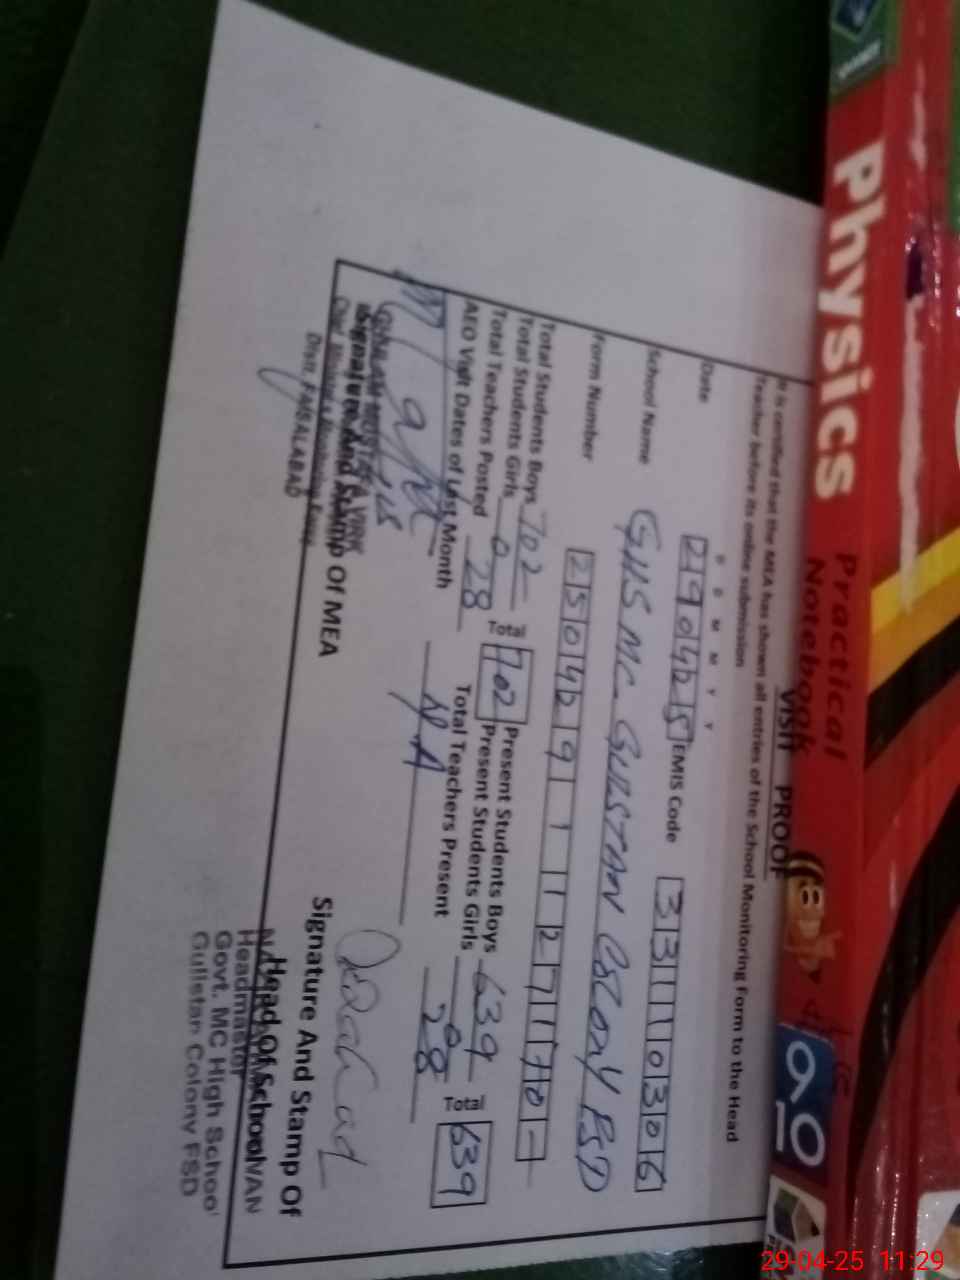 VISIT PROOF
It is certified that the MEA has shown all entries of the School Monitoring Form to the Head
Teacher before its online submission
D D M M Y Y
Date 290425 EMIS Code 33110306
School Name GHS MC GULSTAN COLONY FSD
Form Number
Total Students Boys 702 Total 702 Present Students Boys 639 Total 639
Total Students Girls 0 Present Students Girls 0
Total Teachers Posted 28 Total Teachers Present 28
AEO Visit Dates of Last Month N.A
Signature And Stamp Of MEA
Distt. FAISALABAD
Signature And Stamp Of
Head Of School
Headmaster
Govt. MC High School
Gulistan Colony FSD
Physics
Practical
Notebook
9
10
29-04-25 11:29